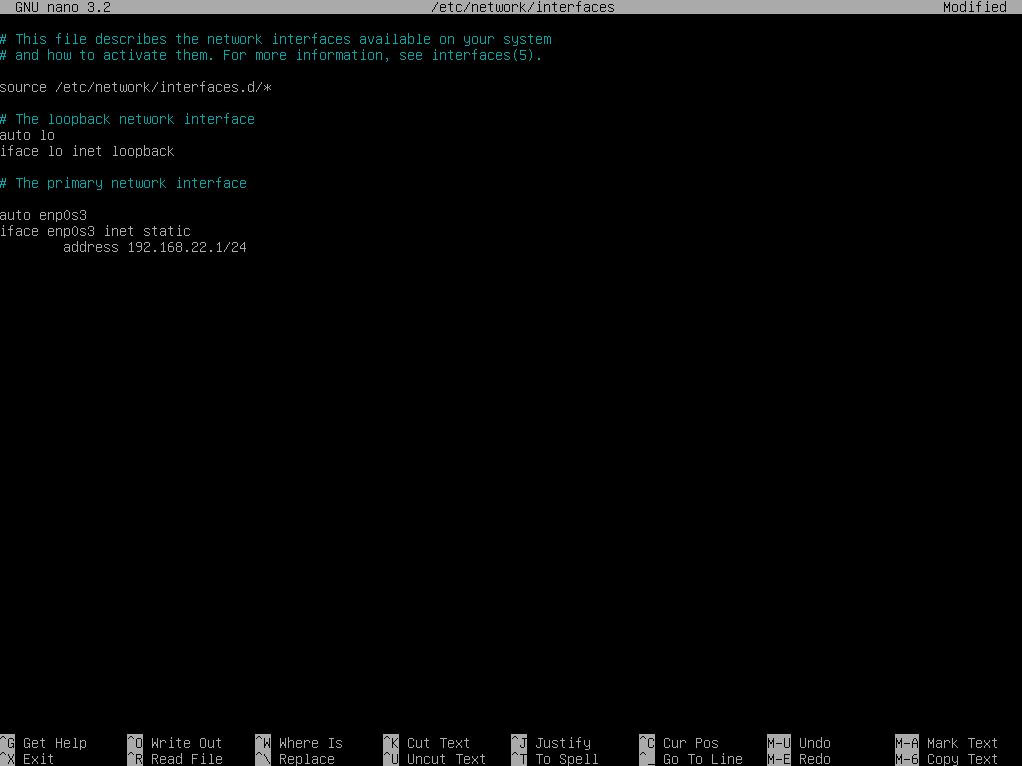 GNU nano 3.2 /etc/network/interfaces Modified
# This file describes the network interfaces available on your system
# and how to activate them. For more information, see interfaces(5).
source /etc/network/interfaces.d/*
# The loopback network interface
auto lo
iface lo inet loopback
# The primary network interface
auto enp0s3
iface enp0s3 inet static
address 192.168.22.1/24
^G Get Help ^O Write Out ^W Where Is ^K Cut Text ^J Justify ^C Cur Pos M-U Undo M-A Mark Text
^X Exit ^R Read File ^\ Replace ^U Uncut Text ^T To Spell ^_ Go To Line M-E Redo M-6 Copy Text